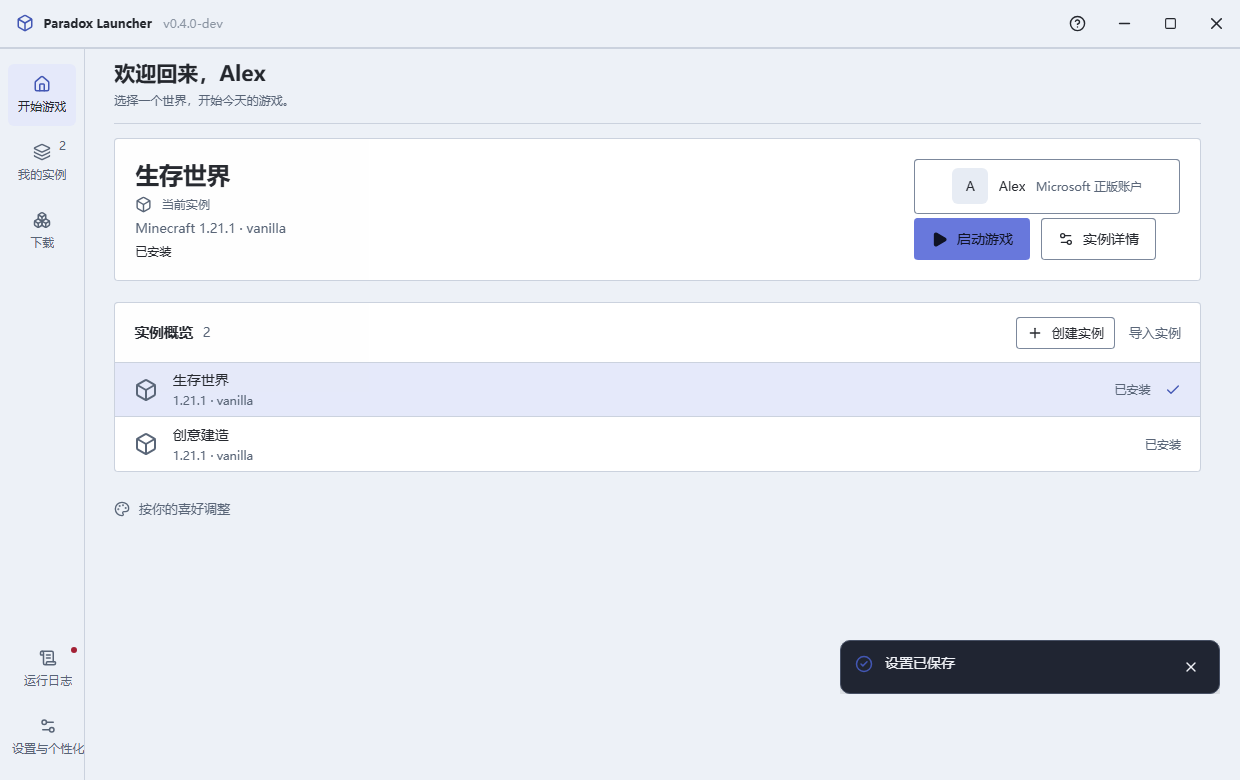 Paradox Launcher v0.4.0-dev
开始游戏
2
我的实例
下载
运行日志
设置与个性化
欢迎回来，Alex
选择一个世界，开始今天的游戏。
生存世界
当前实例
Minecraft 1.21.1 · vanilla
已安装
A Alex Microsoft 正版账户
启动游戏 实例详情
实例概览 2 创建实例 导入实例
生存世界
1.21.1 · vanilla
已安装
创意建造
1.21.1 · vanilla
已安装
按你的喜好调整
设置已保存